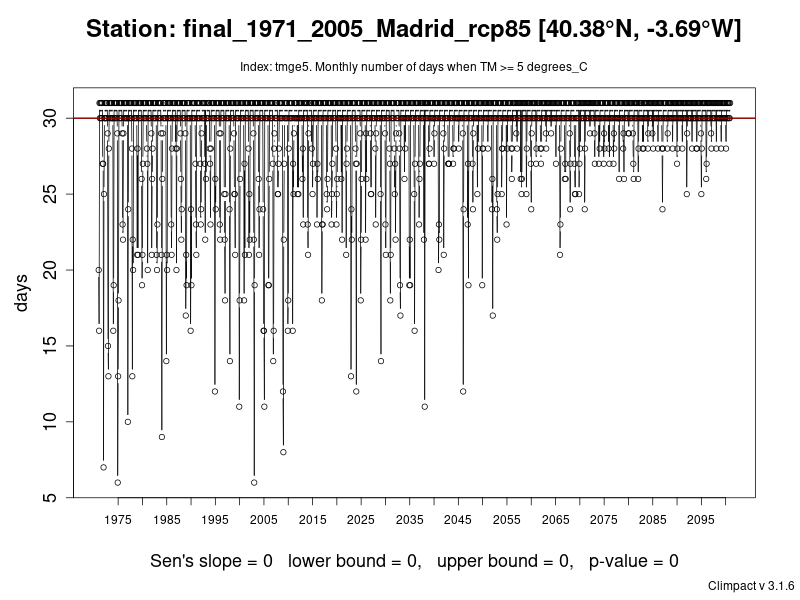 Station: final_1971_2005_Madrid_rcp85 [40.38°N, -3.69°W]
Index: tmge5. Monthly number of days when TM >= 5 degrees_C
30
25
20
15
10
5
days
1975 1985 1995 2005 2015 2025 2035 2045 2055 2065 2075 2085 2095
Sen's slope = 0 lower bound = 0, upper bound = 0, p-value = 0
Climpact v 3.1.6